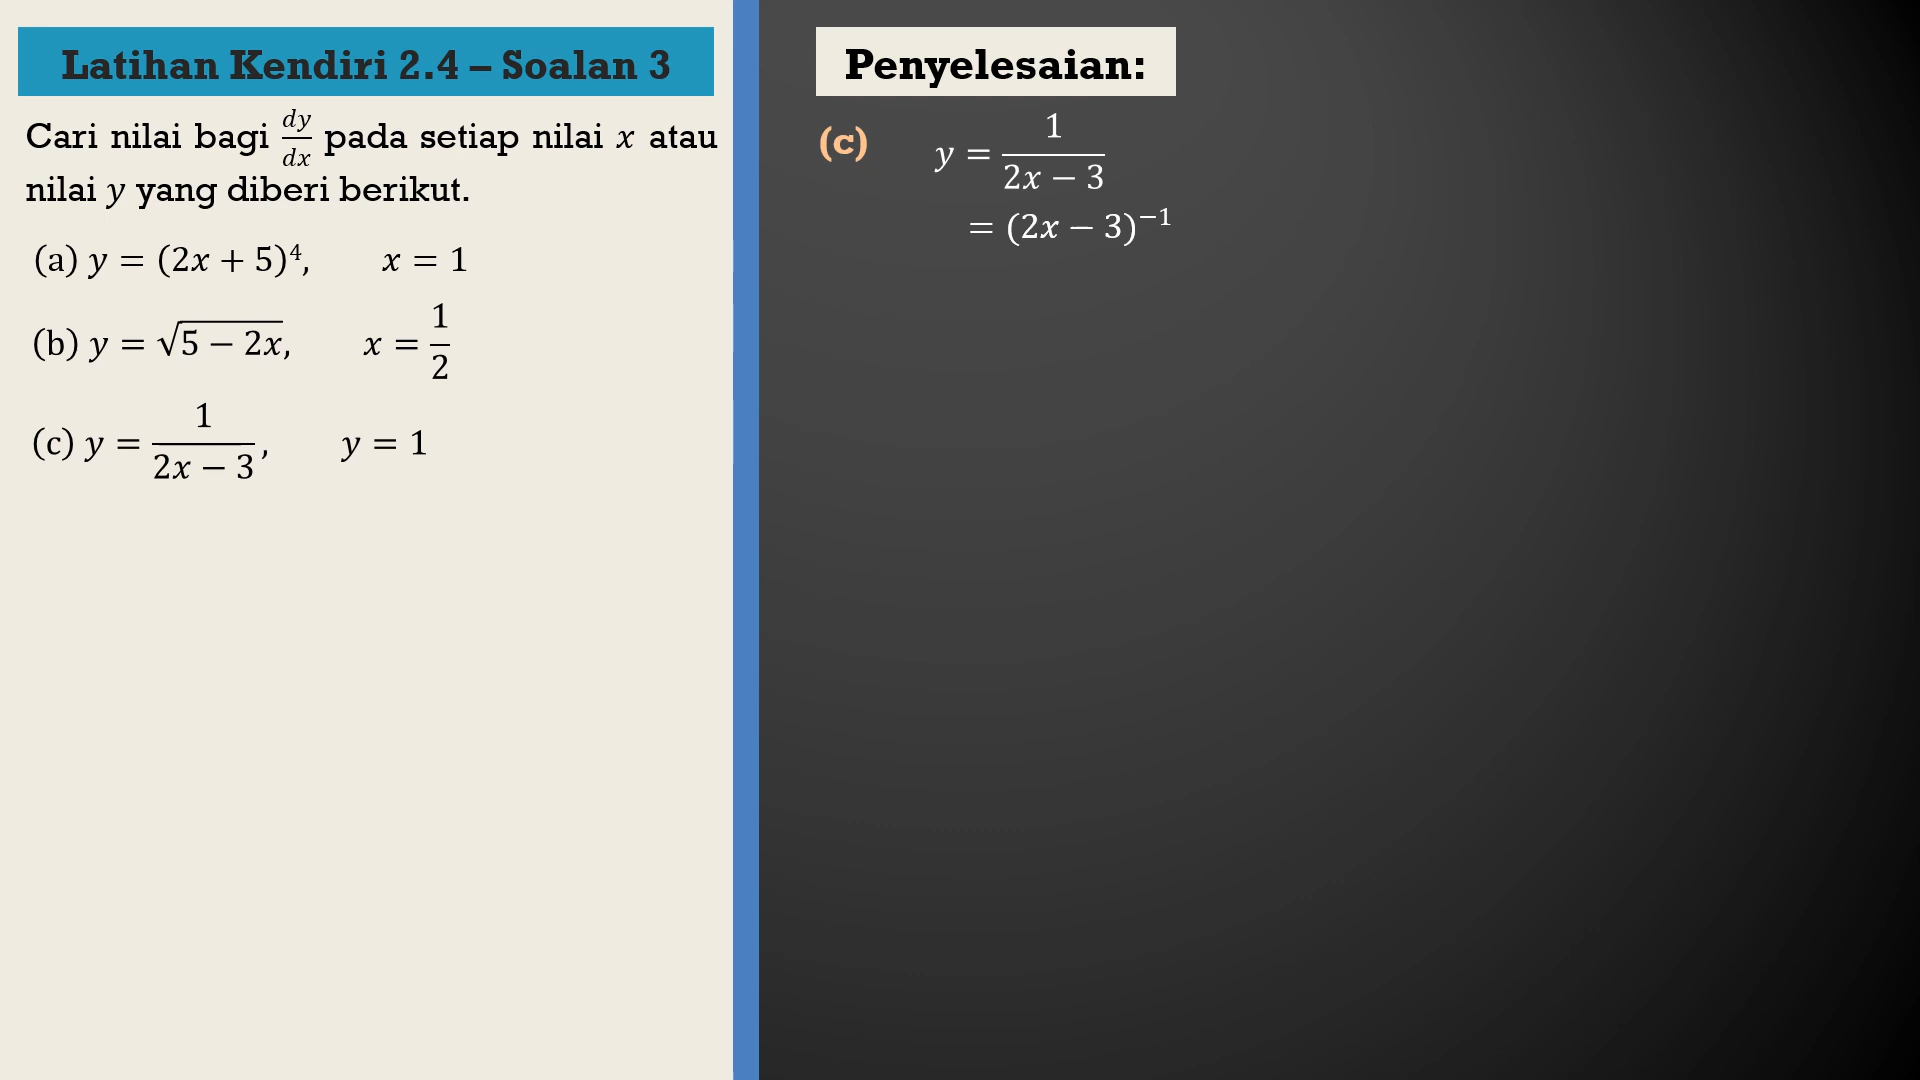 Latihan Kendiri 2.4 – Soalan 3
Cari nilai bagi dy/dx pada setiap nilai x atau
nilai y yang diberi berikut.
(a) y = (2x + 5)⁴, x = 1
(b) y = √(5 − 2x), x = 1/2
(c) y = 1/(2x − 3), y = 1
Penyelesaian:
(c) y = 1/(2x − 3)
= (2x − 3)⁻¹